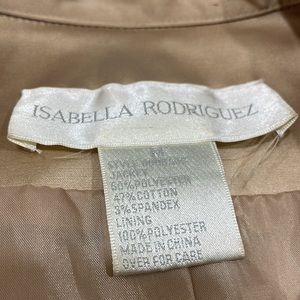 ISABELLA RODRIGUEZ
JACKET
60%POLYESTER
47%COTTON
3%SPANDEX
LINING
100%POLYESTER
MADE IN CHINA
OVER FOR CARE